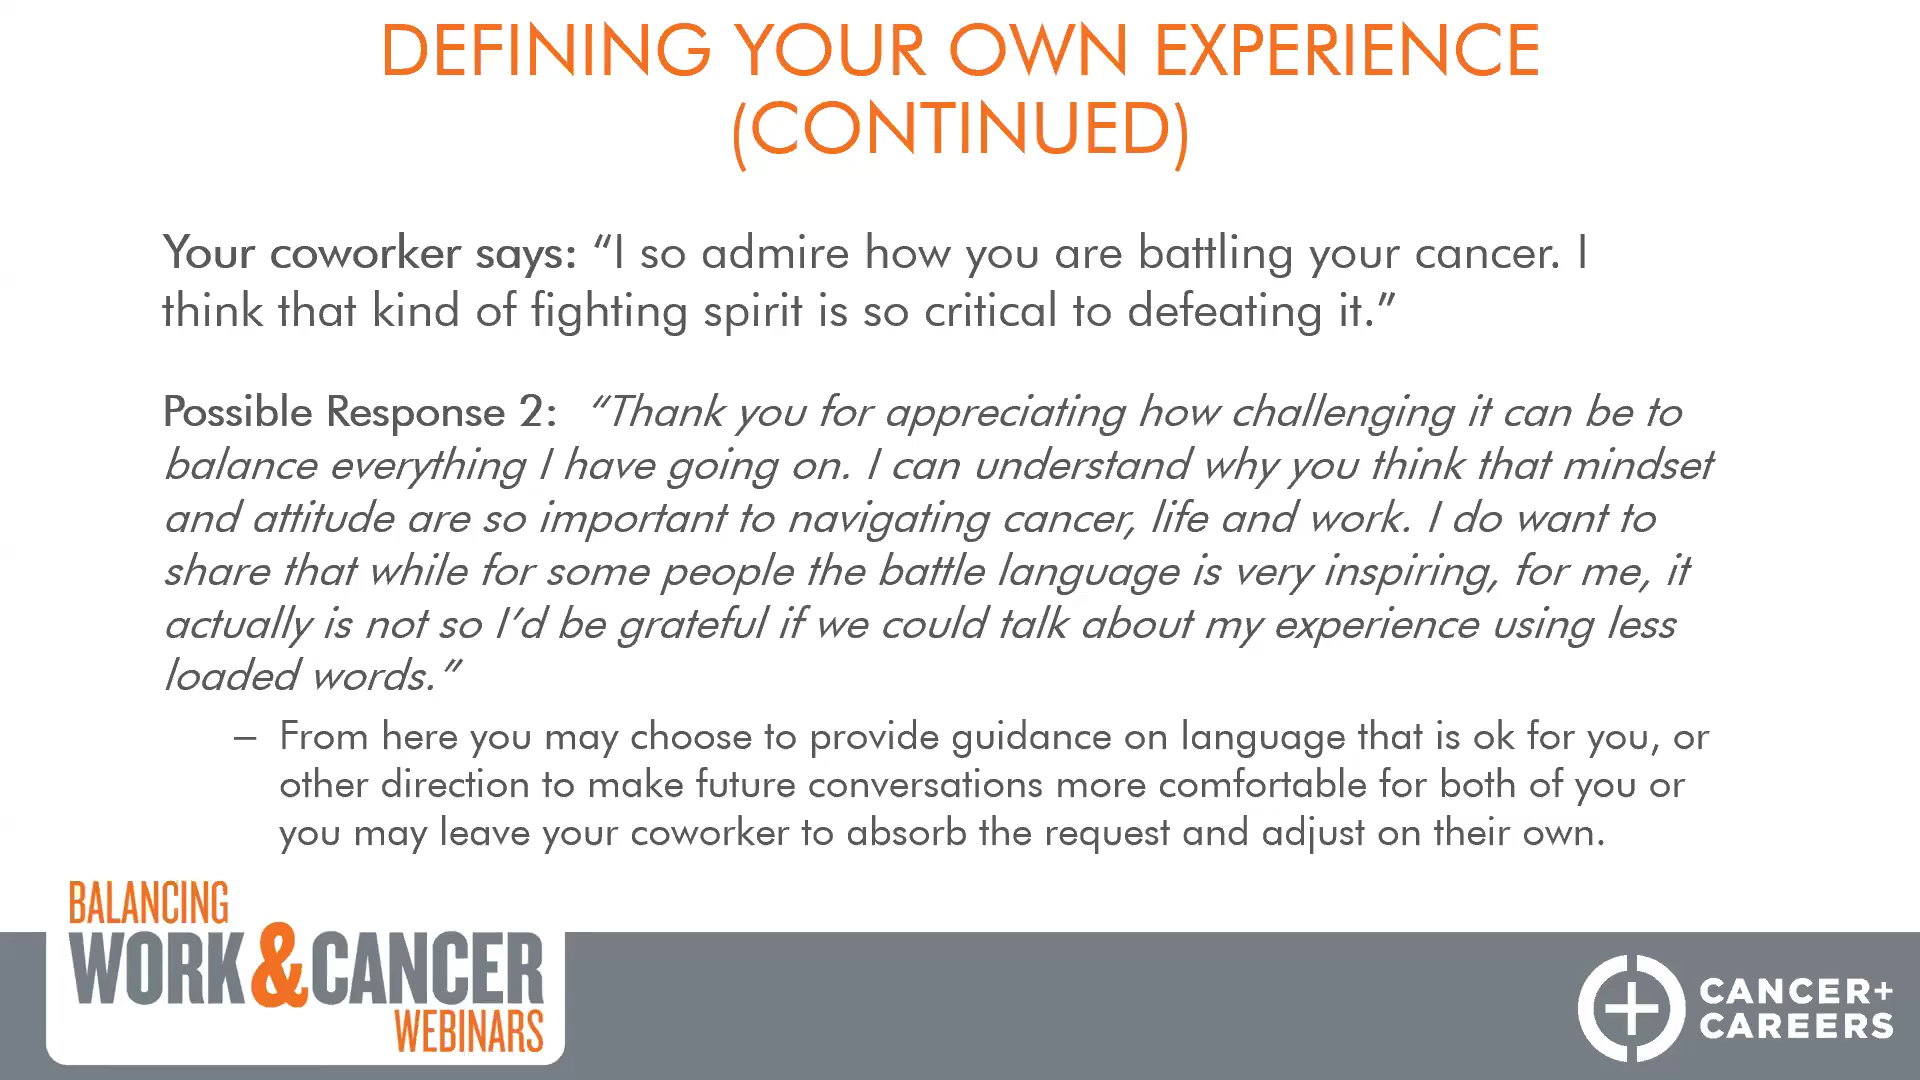 DEFINING YOUR OWN EXPERIENCE
(CONTINUED)
Your coworker says: “I so admire how you are battling your cancer. I
think that kind of fighting spirit is so critical to defeating it.”
Possible Response 2: “Thank you for appreciating how challenging it can be to
balance everything I have going on. I can understand why you think that mindset
and attitude are so important to navigating cancer, life and work. I do want to
share that while for some people the battle language is very inspiring, for me, it
actually is not so I’d be grateful if we could talk about my experience using less
loaded words.”
– From here you may choose to provide guidance on language that is ok for you, or
other direction to make future conversations more comfortable for both of you or
you may leave your coworker to absorb the request and adjust on their own.
BALANCING
WORK&CANCER
WEBINARS
CANCER+
CAREERS